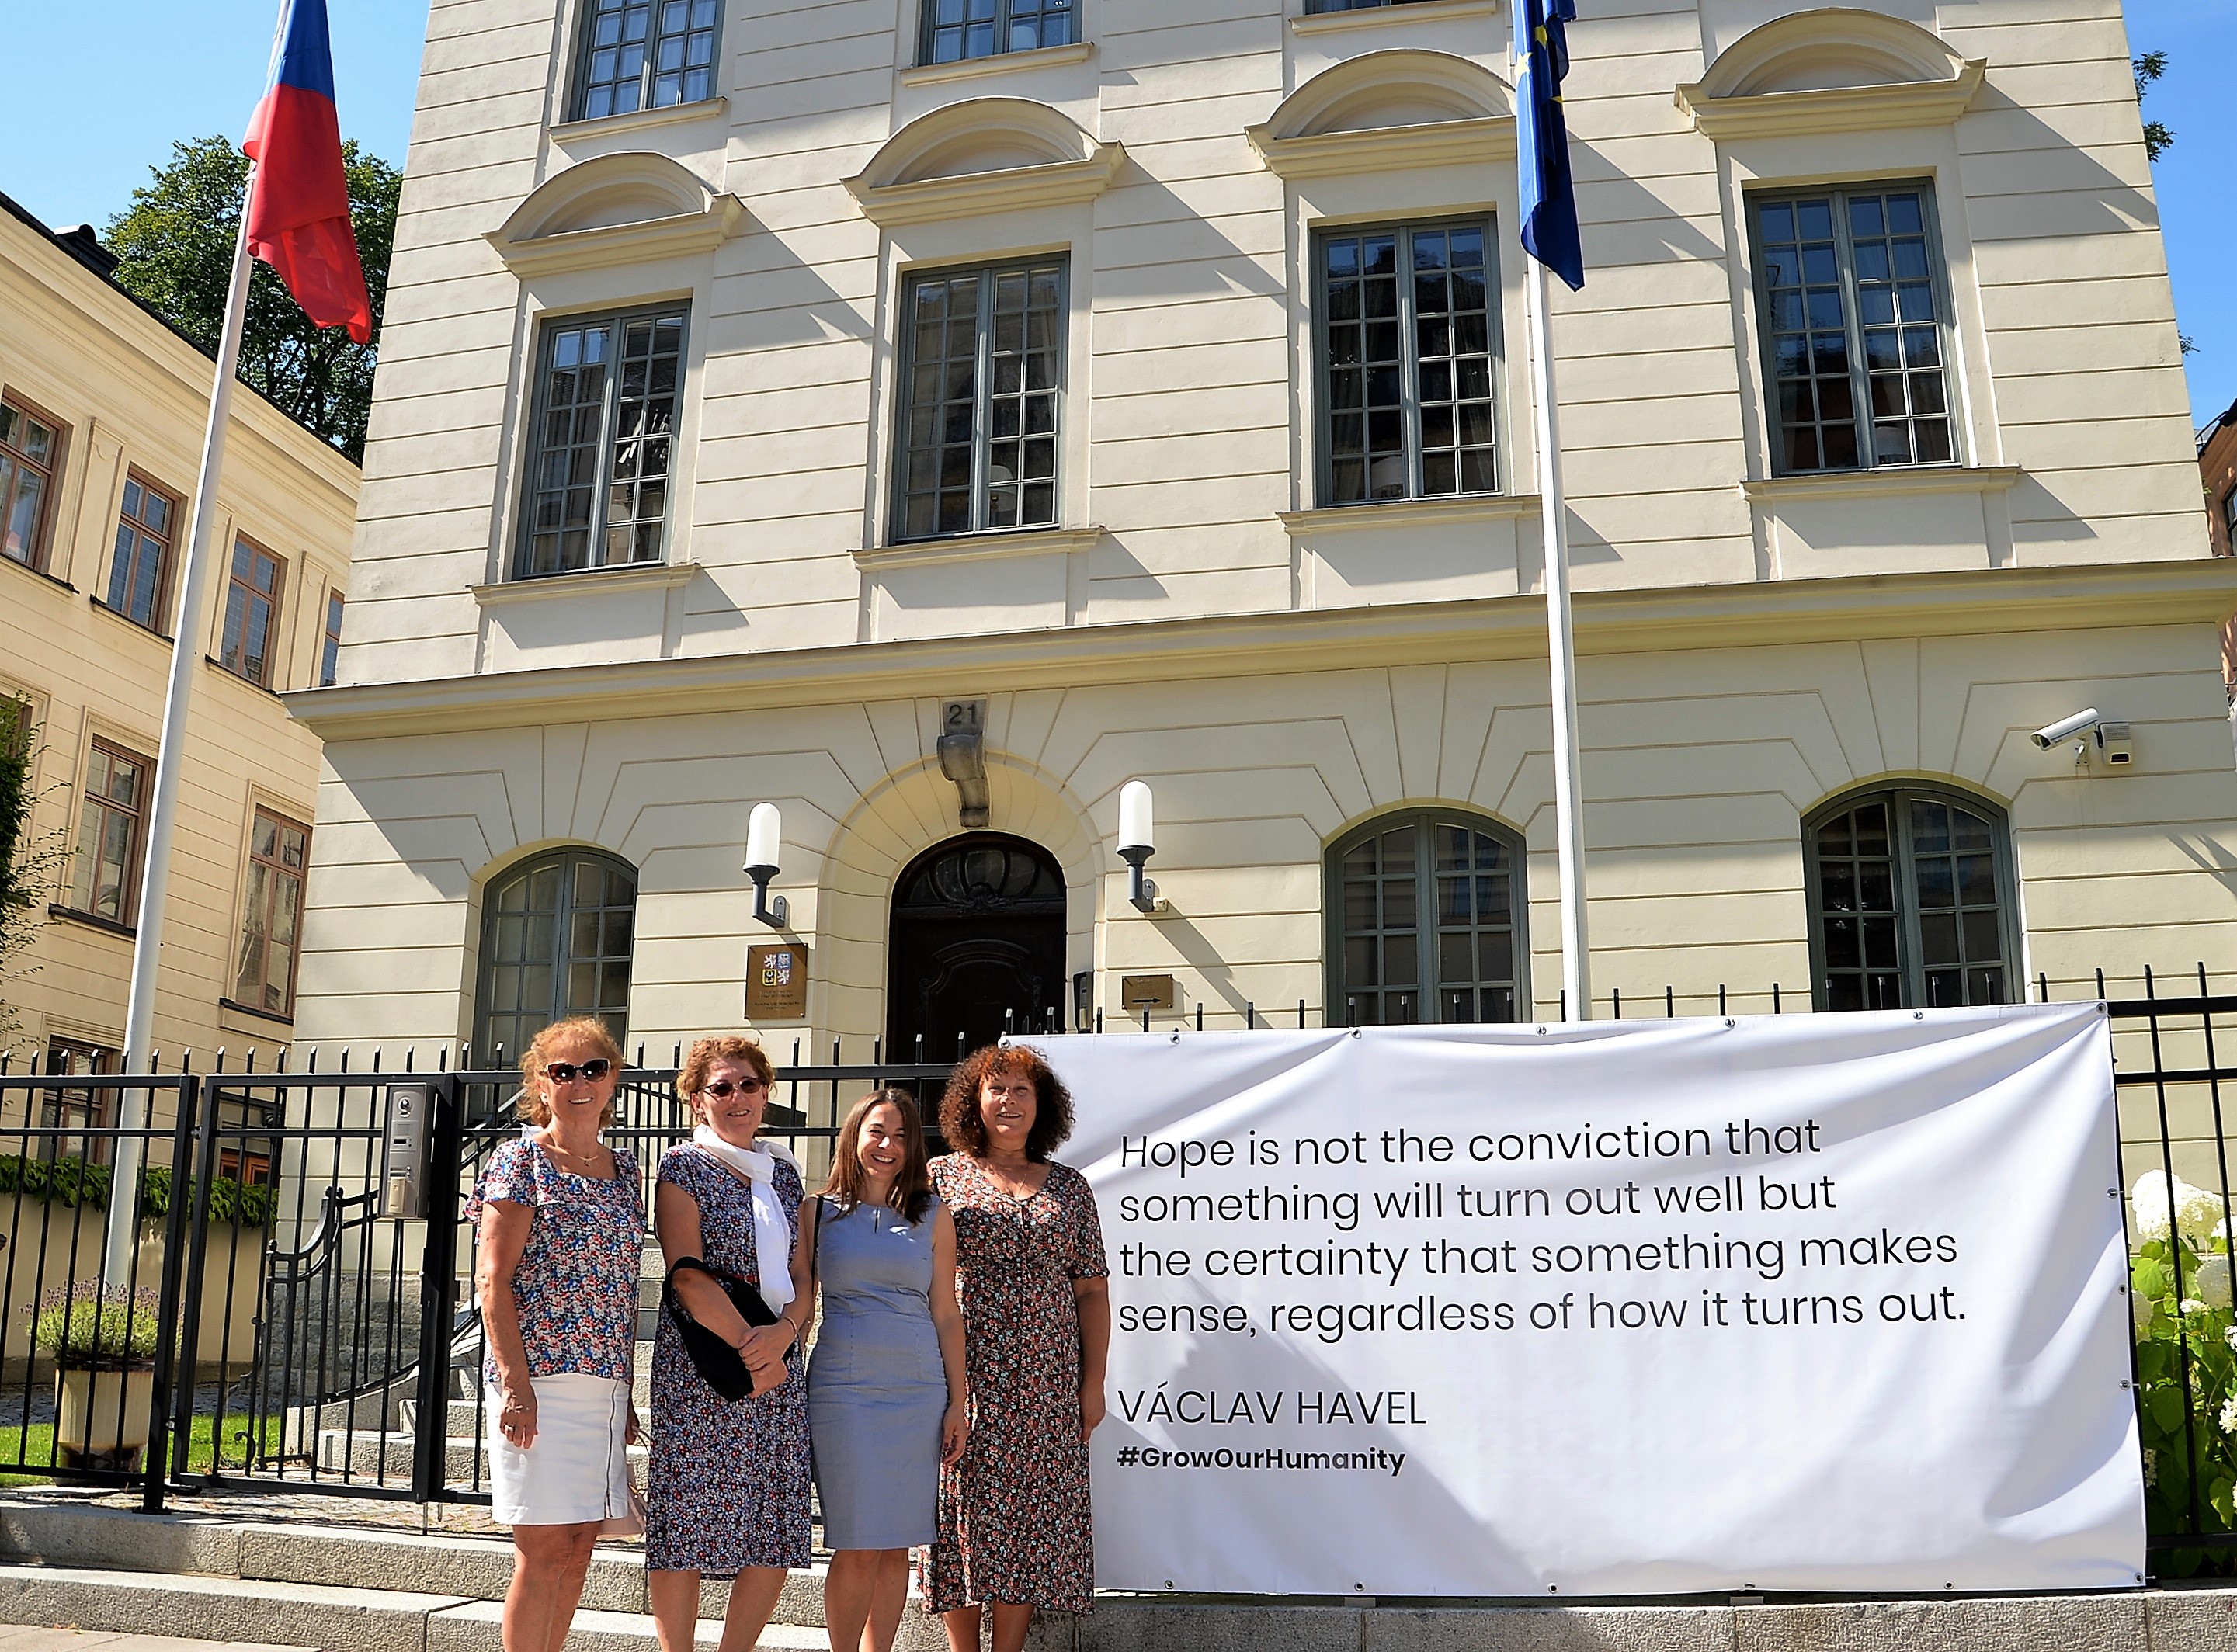 21
Hope is not the conviction that
something will turn out well but
the certainty that something makes
sense, regardless of how it turns out.
VÁCLAV HAVEL
#GrowOurHumanity